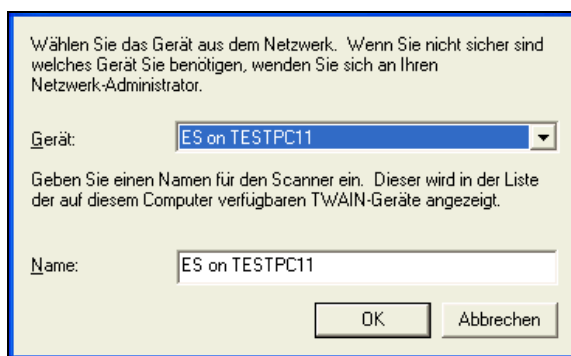 Wählen Sie das Gerät aus dem Netzwerk. Wenn Sie nicht sicher sind
welches Gerät Sie benötigen, wenden Sie sich an Ihren
Netzwerk-Administrator.
Gerät: ES on TESTPC11
Geben Sie einen Namen für den Scanner ein. Dieser wird in der Liste
der auf diesem Computer verfügbaren TWAIN-Geräte angezeigt.
Name: ES on TESTPC11
OK Abbrechen